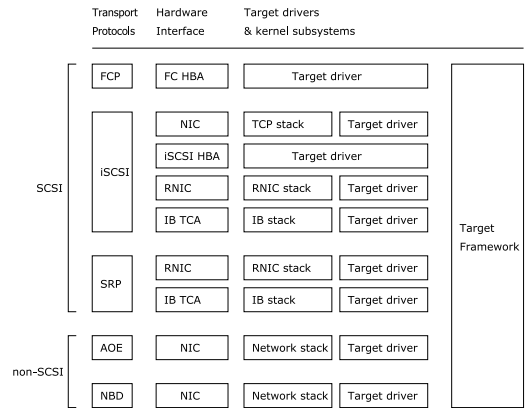 Transport Hardware Target drivers
Protocols Interface & kernel subsystems
FCP FC HBA Target driver
NIC TCP stack Target driver
iSCSI HBA Target driver
iSCSI
RNIC RNIC stack Target driver
SCSI
IB TCA IB stack Target driver
Target
Framework
RNIC RNIC stack Target driver
SRP
IB TCA IB stack Target driver
AOE NIC Network stack Target driver
non-SCSI
NBD NIC Network stack Target driver